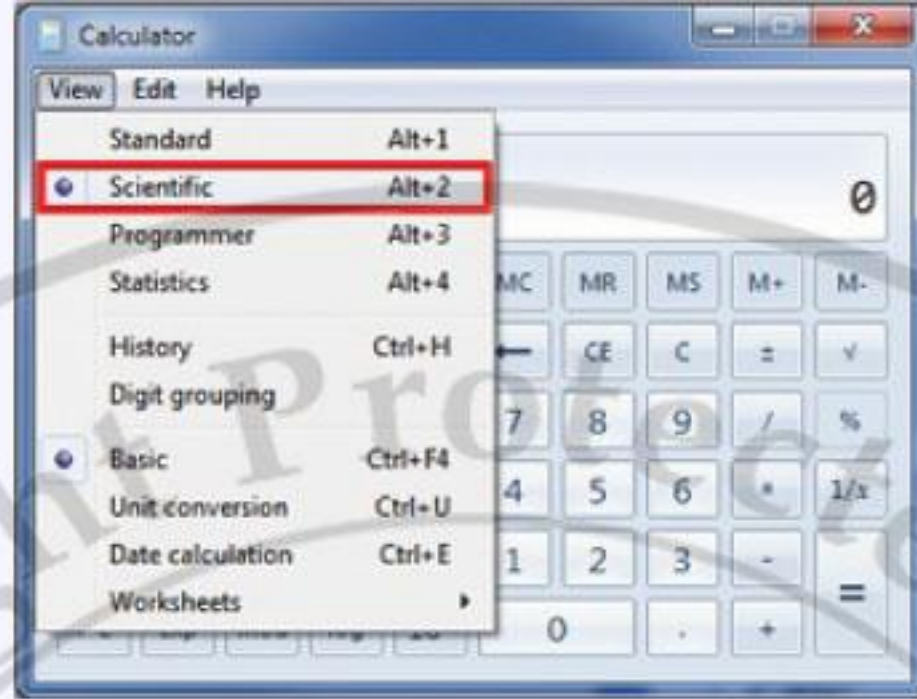 Calculator
View Edit Help
Standard Alt+1
Scientific Alt+2
Programmer Alt+3
Statistics Alt+4
History Ctrl+H
Digit grouping
Basic Ctrl+F4
Unit conversion Ctrl+U
Date calculation Ctrl+E
Worksheets
0
MC MR MS M+ M-
← CE C ± √
7 8 9 / %
4 5 6 * 1/x
1 2 3 - =
0 . +
ht Protect